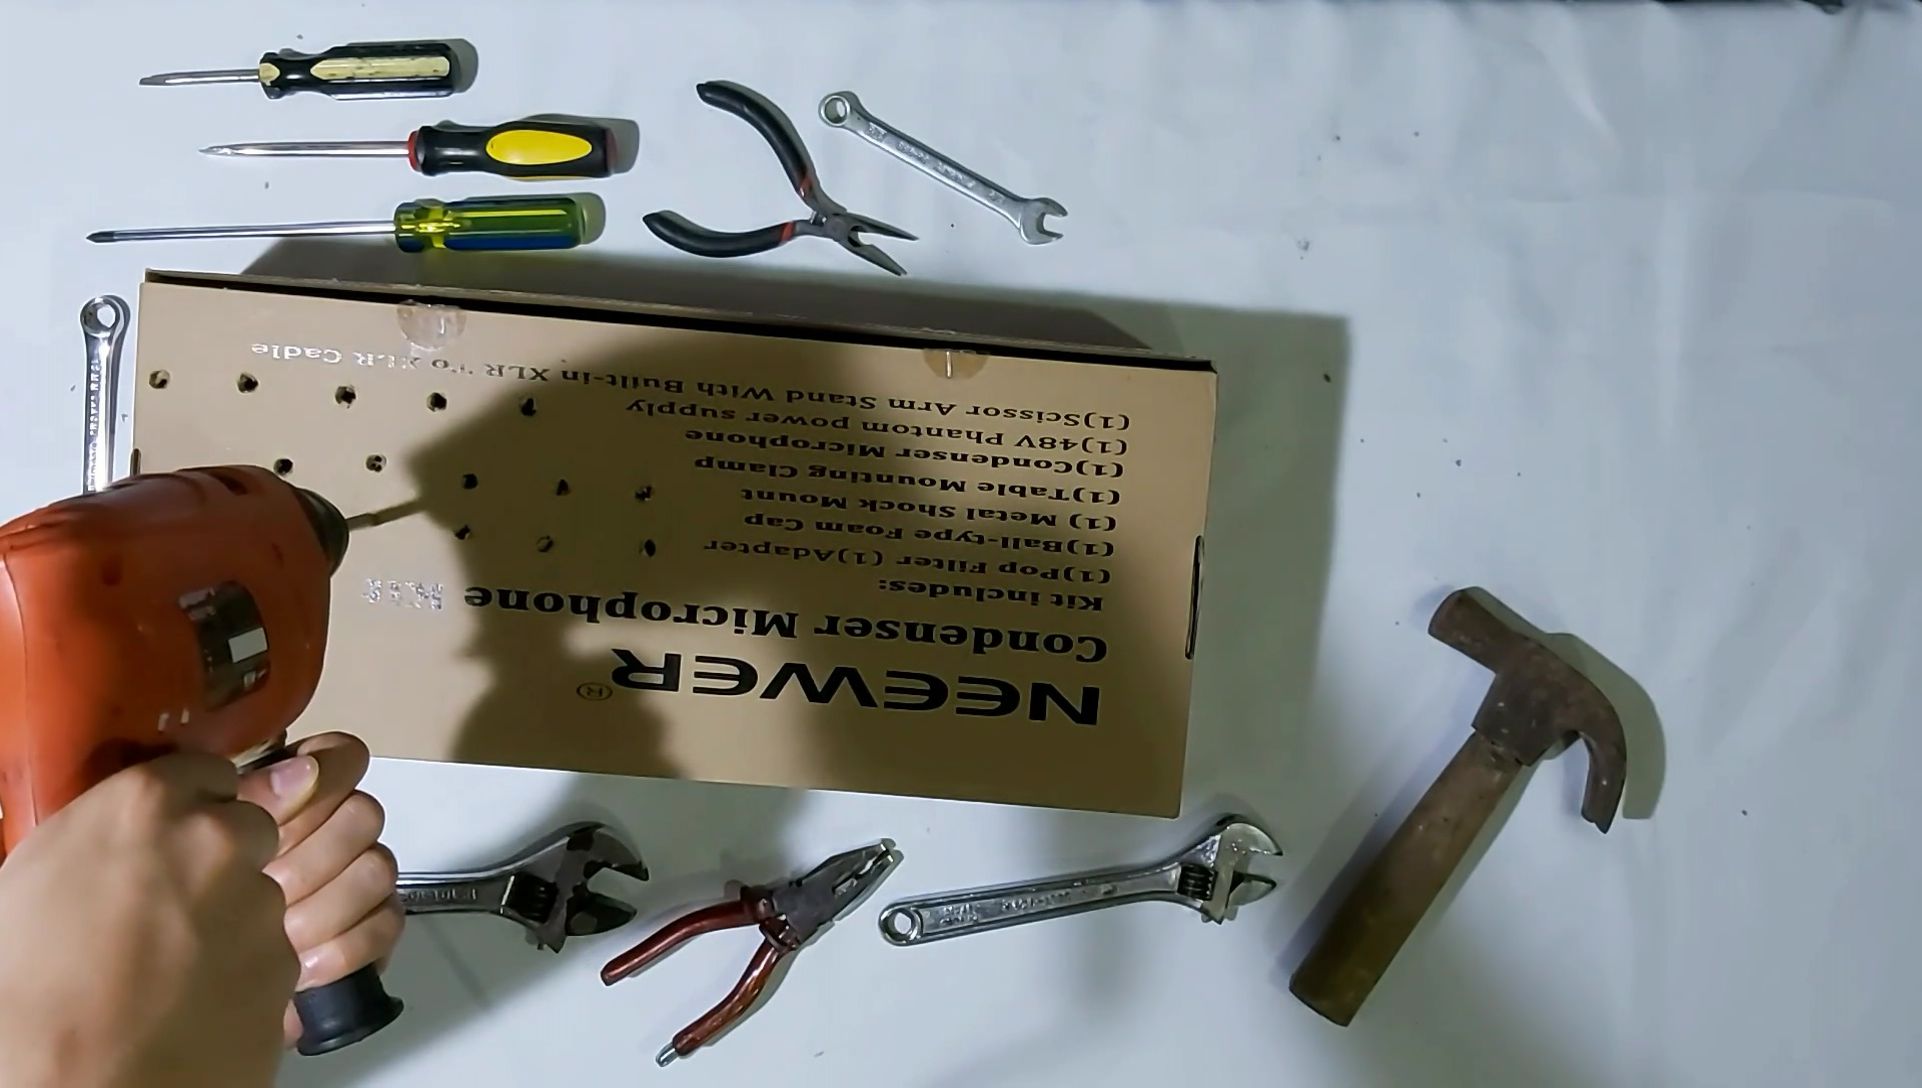 NEEWER®
Condenser Microphone
Kit includes:
(1)Pop Filter (1)Adapter
(1)Ball-type Foam Cap
(1) Metal Shock Mount
(1)Table Mounting Clamp
(1)Condenser Microphone
(1)48V Phantom power supply
(1)Scissor Arm Stand With Built-in XLR To XLR Cadle